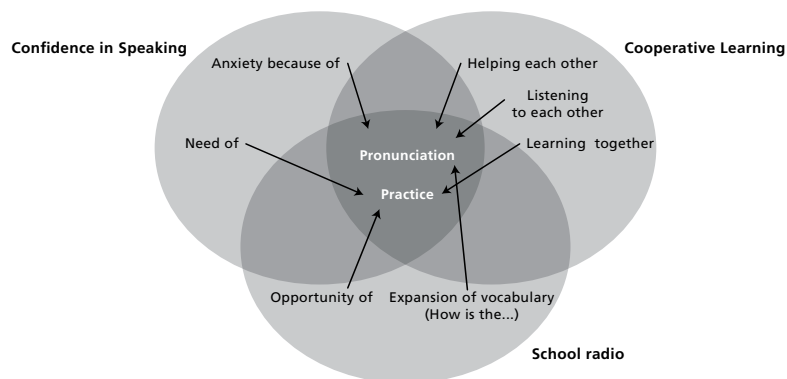 Confidence in Speaking
Cooperative Learning
Anxiety because of
Helping each other
Listening
to each other
Need of
Learning together
Pronunciation
Practice
Opportunity of
Expansion of vocabulary
(How is the...)
School radio